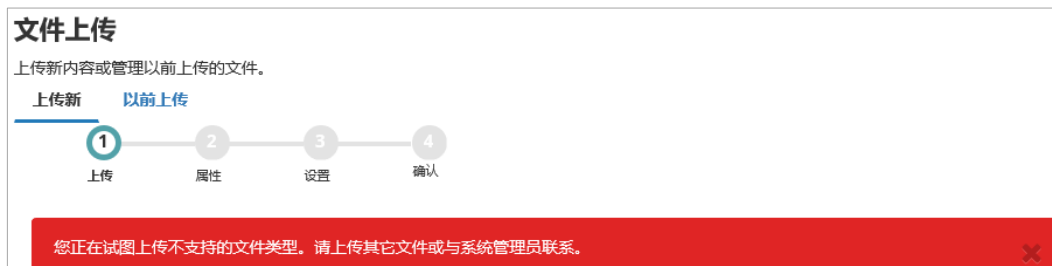 文件上传
上传新内容或管理以前上传的文件。
上传新 以前上传
1 2 3 4
上传 属性 设置 确认
您正在试图上传不支持的文件类型。请上传其它文件或与系统管理员联系。